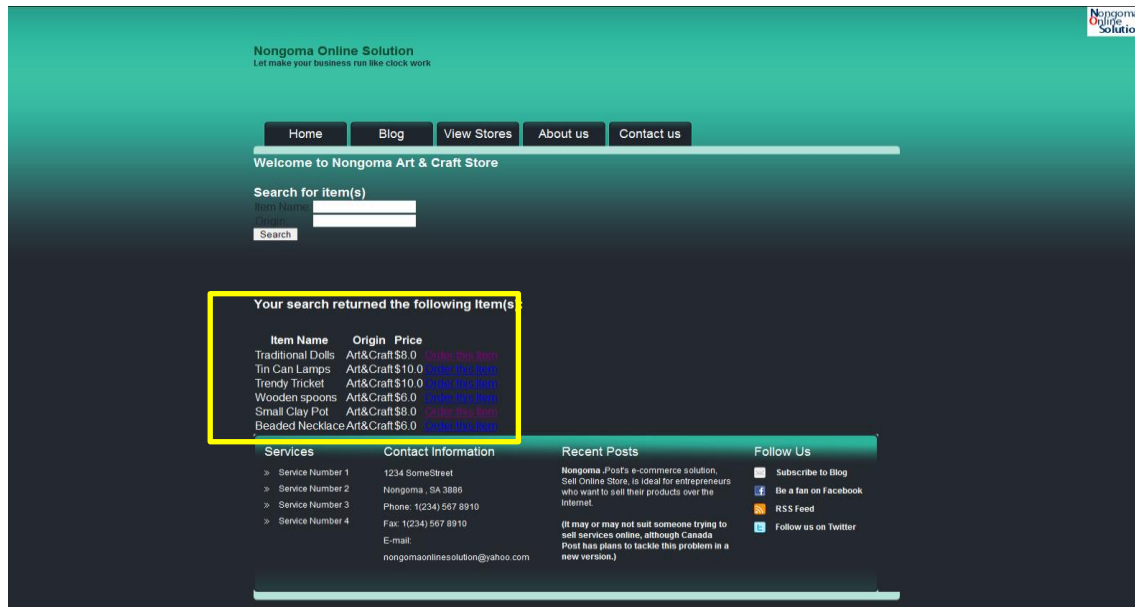 Nongoma
Online
Solutio
Nongoma Online Solution
Let make your business run like clock work
Home Blog View Stores About us Contact us
Welcome to Nongoma Art & Craft Store
Search for item(s)
Item Name:
Origin:
Search
Your search returned the following Item(s):
Item Name Origin Price
Traditional Dolls Art&Craft $8.0 Order this Item
Tin Can Lamps Art&Craft $10.0 Order this Item
Trendy Tricket Art&Craft $10.0 Order this Item
Wooden spoons Art&Craft $6.0 Order this Item
Small Clay Pot Art&Craft $8.0 Order this Item
Beaded Necklace Art&Craft $6.0 Order this Item
Services
» Service Number 1
» Service Number 2
» Service Number 3
» Service Number 4
Contact Information
1234 SomeStreet
Nongoma , SA 3886
Phone: 1(234) 567 8910
Fax: 1(234) 567 8910
E-mail:
nongomaonlinesolution@yahoo.com
Recent Posts
Nongoma .Post's e-commerce solution,
Sell Online Store, is ideal for entrepreneurs
who want to sell their products over the
Internet.
(It may or may not suit someone trying to
sell services online, although Canada
Post has plans to tackle this problem in a
new version.)
Follow Us
Subscribe to Blog
Be a fan on Facebook
RSS Feed
Follow us on Twitter